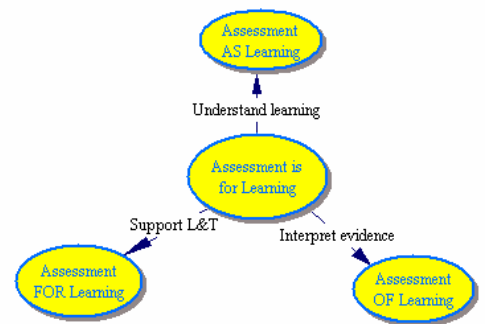 Assessment
AS Learning
Understand learning
Assessment is
for Learning
Support L&T
Interpret evidence
Assessment
FOR Learning
Assessment
OF Learning